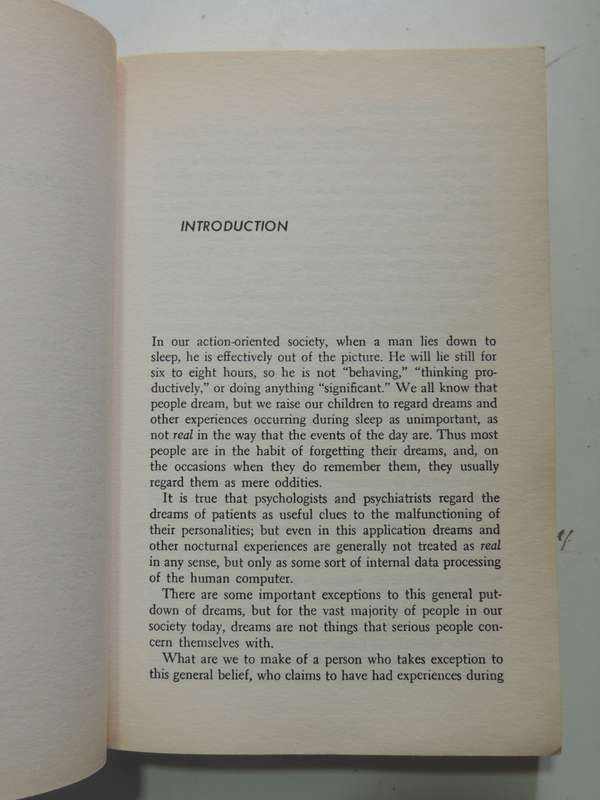 INTRODUCTION
In our action-oriented society, when a man lies down to
sleep, he is effectively out of the picture. He will lie still for
six to eight hours, so he is not “behaving,” “thinking pro-
ductively,” or doing anything “significant.” We all know that
people dream, but we raise our children to regard dreams and
other experiences occurring during sleep as unimportant, as
not real in the way that the events of the day are. Thus most
people are in the habit of forgetting their dreams, and, on
the occasions when they do remember them, they usually
regard them as mere oddities.
It is true that psychologists and psychiatrists regard the
dreams of patients as useful clues to the malfunctioning of
their personalities; but even in this application dreams and
other nocturnal experiences are generally not treated as real
in any sense, but only as some sort of internal data processing
of the human computer.
There are some important exceptions to this general put-
down of dreams, but for the vast majority of people in our
society today, dreams are not things that serious people con-
cern themselves with.
What are we to make of a person who takes exception to
this general belief, who claims to have had experiences during